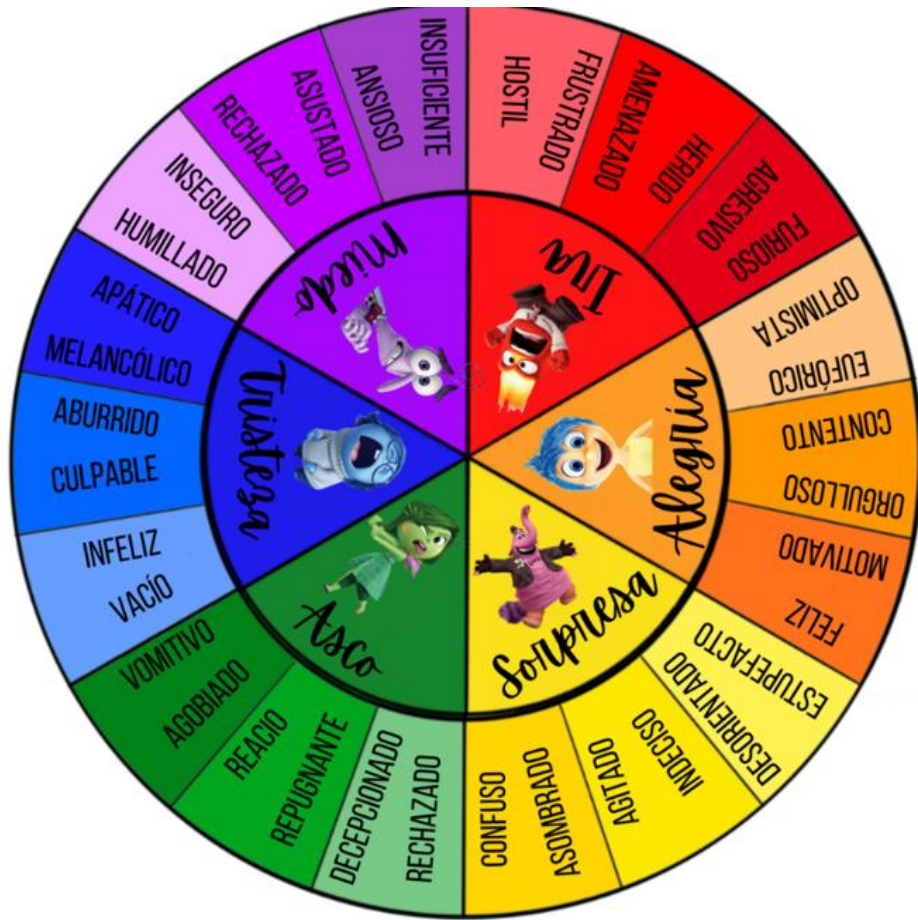 Miedo
INSUFICIENTE
ANSIOSO
ASUSTADO
RECHAZADO
INSEGURO
HUMILLADO
Ira
HOSTIL
FRUSTRADO
AMENAZADO
HERIDO
AGRESIVO
FURIOSO
Alegría
OPTIMISTA
EUFÓRICO
CONTENTO
ORGULLOSO
MOTIVADO
FELIZ
Sorpresa
ESTUPEFACTO
DESORIENTADO
INDECISO
AGITADO
ASOMBRADO
CONFUSO
Asco
RECHAZADO
DECEPCIONADO
REPUGNANTE
REACIO
AGOBIADO
VOMITIVO
Tristeza
VACÍO
INFELIZ
CULPABLE
ABURRIDO
MELANCÓLICO
APÁTICO